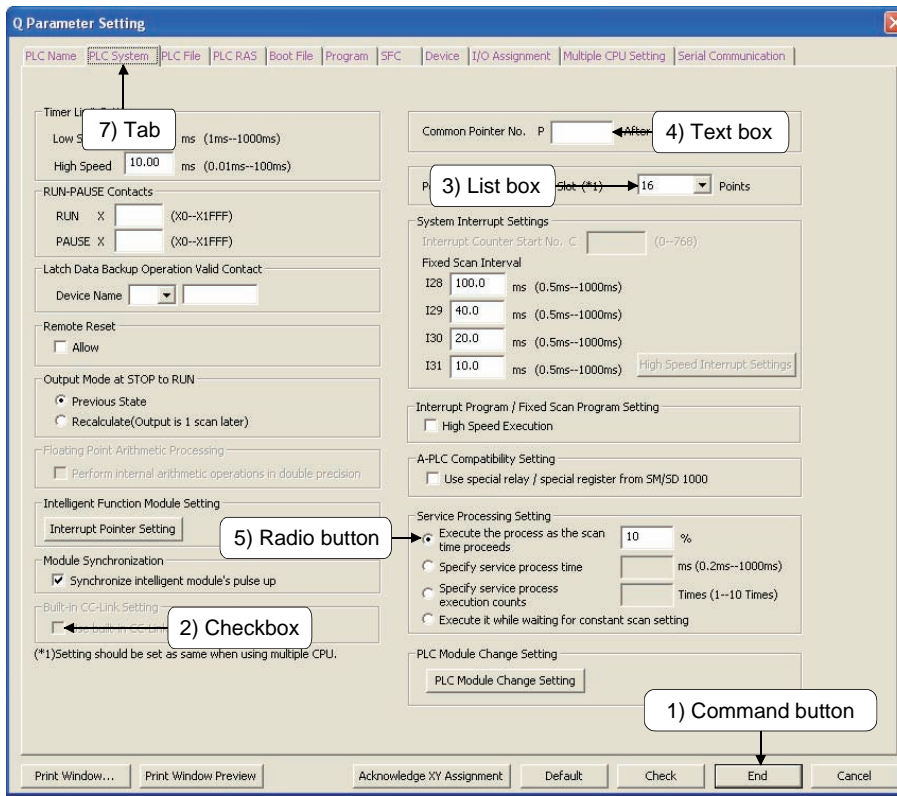 Q Parameter Setting
PLC Name PLC System PLC File PLC RAS Boot File Program SFC Device I/O Assignment Multiple CPU Setting Serial Communication
7) Tab
Timer Limit
Low S ms (1ms--1000ms)
High Speed 10.00 ms (0.01ms--100ms)
RUN-PAUSE Contacts
RUN X (X0--X1FFF)
PAUSE X (X0--X1FFF)
Latch Data Backup Operation Valid Contact
Device Name
Remote Reset
Allow
Output Mode at STOP to RUN
Previous State
Recalculate(Output is 1 scan later)
Floating Point Arithmetic Processing
Perform internal arithmetic operations in double precision
Intelligent Function Module Setting
Interrupt Pointer Setting
Module Synchronization
Synchronize intelligent module's pulse up
Built-in CC-Link Setting
2) Checkbox
Use built-in CC-Link
(*1)Setting should be set as same when using multiple CPU.
Common Pointer No. P After
4) Text box
3) List box
P Slot (*1) 16 Points
System Interrupt Settings
Interrupt Counter Start No. C (0--768)
Fixed Scan Interval
I28 100.0 ms (0.5ms--1000ms)
I29 40.0 ms (0.5ms--1000ms)
I30 20.0 ms (0.5ms--1000ms)
I31 10.0 ms (0.5ms--1000ms) High Speed Interrupt Settings
Interrupt Program / Fixed Scan Program Setting
High Speed Execution
A-PLC Compatibility Setting
Use special relay / special register from SM/SD 1000
Service Processing Setting
5) Radio button
Execute the process as the scan
time proceeds
10 %
Specify service process time ms (0.2ms--1000ms)
Specify service process
execution counts
Times (1--10 Times)
Execute it while waiting for constant scan setting
PLC Module Change Setting
PLC Module Change Setting
1) Command button
Print Window... Print Window Preview Acknowledge XY Assignment Default Check End Cancel